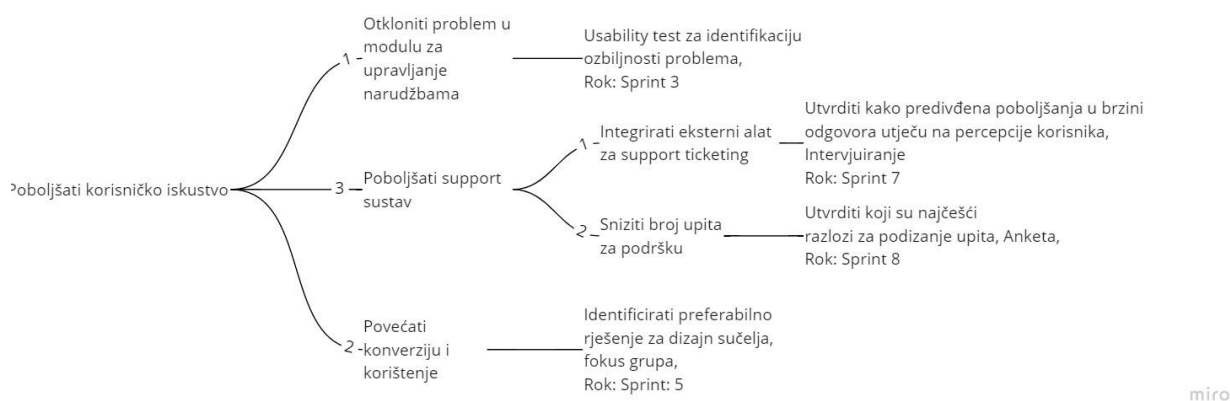 Otkloniti problem u
modulu za
upravljanje
narudžbama
1
Usability test za identifikaciju
ozbiljnosti problema,
Rok: Sprint 3
Poboljšati korisničko iskustvo
3
Poboljšati support
sustav
1
Integrirati eksterni alat
za support ticketing
Utvrditi kako predivđena poboljšanja u brzini
odgovora utječu na percepcije korisnika,
Intervjuiranje
Rok: Sprint 7
2
Sniziti broj upita
za podršku
Utvrditi koji su najčešći
razlozi za podizanje upita, Anketa,
Rok: Sprint 8
2
Povećati
konverziju i
korištenje
Identificirati preferabilno
rješenje za dizajn sučelja,
fokus grupa,
Rok: Sprint: 5
miro